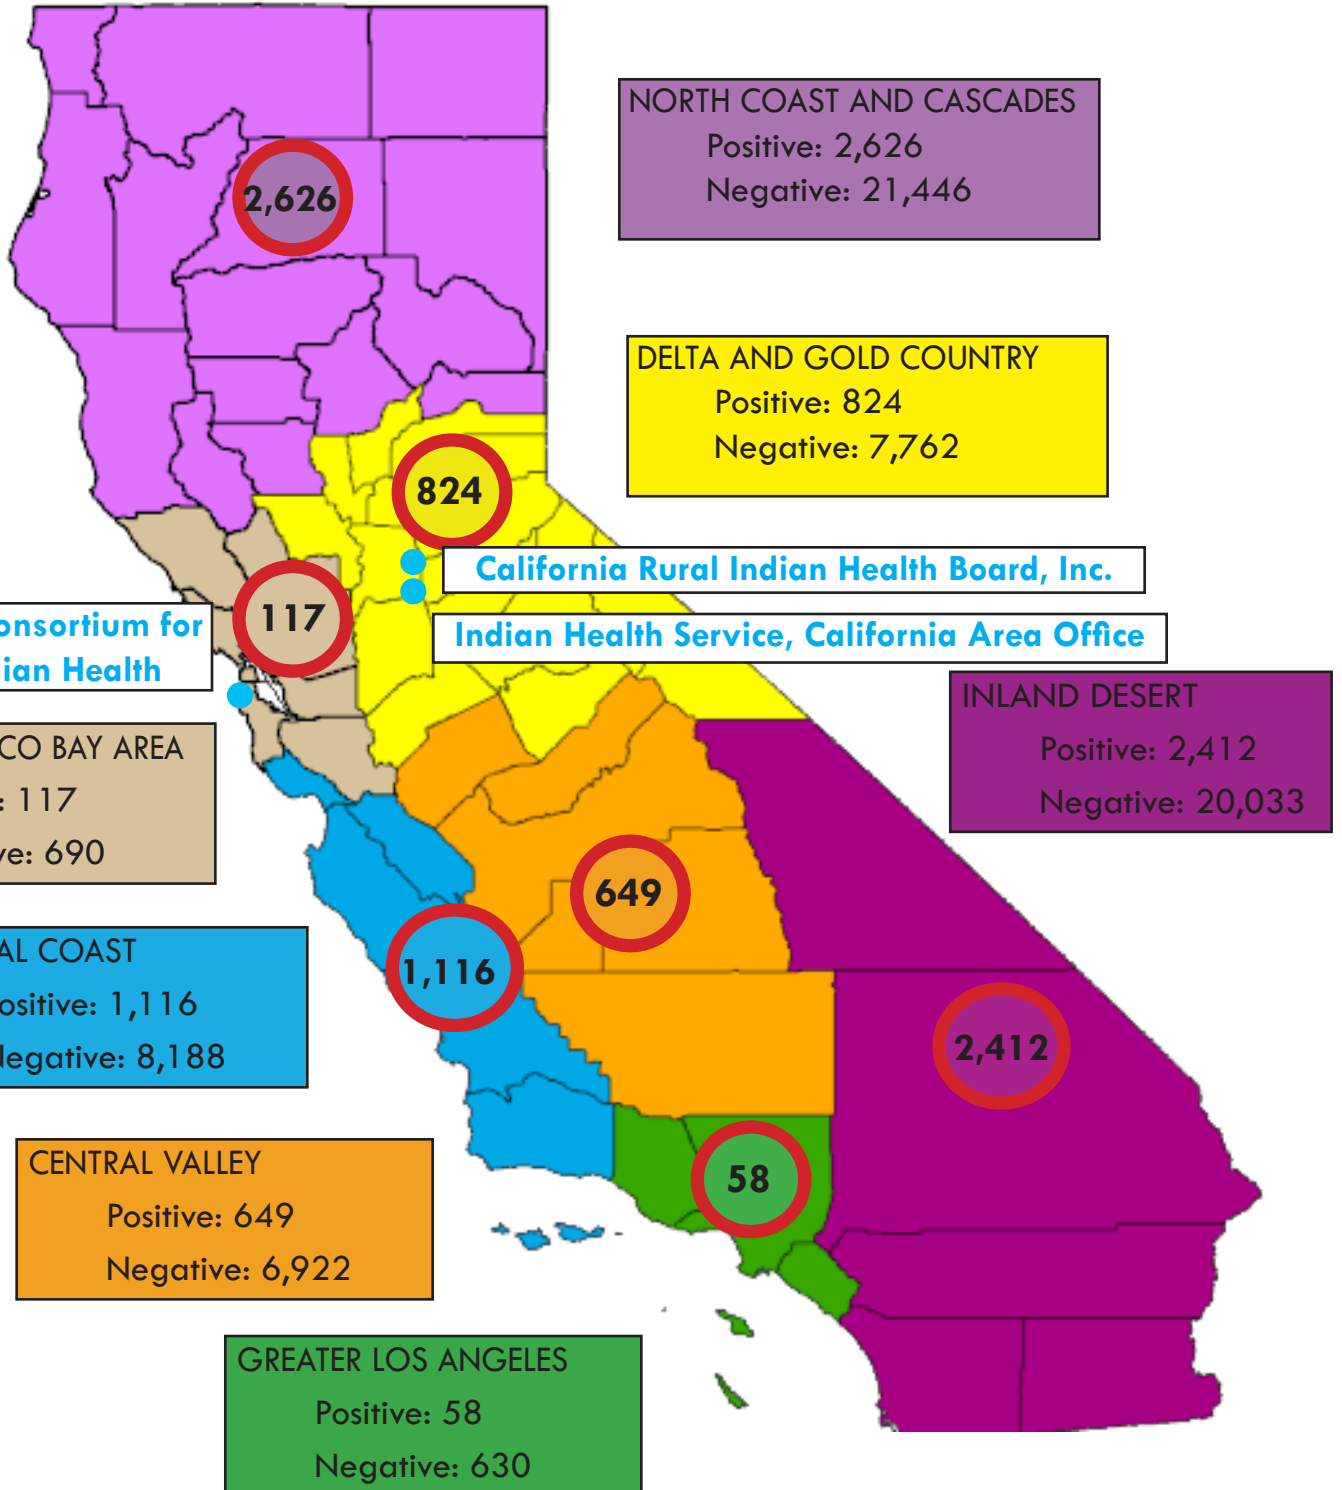 NORTH COAST AND CASCADES
Positive: 2,626
Negative: 21,446
2,626
DELTA AND GOLD COUNTRY
Positive: 824
Negative: 7,762
824
California Rural Indian Health Board, Inc.
117
onsortium for
ian Health
Indian Health Service, California Area Office
INLAND DESERT
Positive: 2,412
Negative: 20,033
CO BAY AREA
: 117
ve: 690
649
AL COAST
ositive: 1,116
Negative: 8,188
1,116
2,412
CENTRAL VALLEY
Positive: 649
Negative: 6,922
58
GREATER LOS ANGELES
Positive: 58
Negative: 630